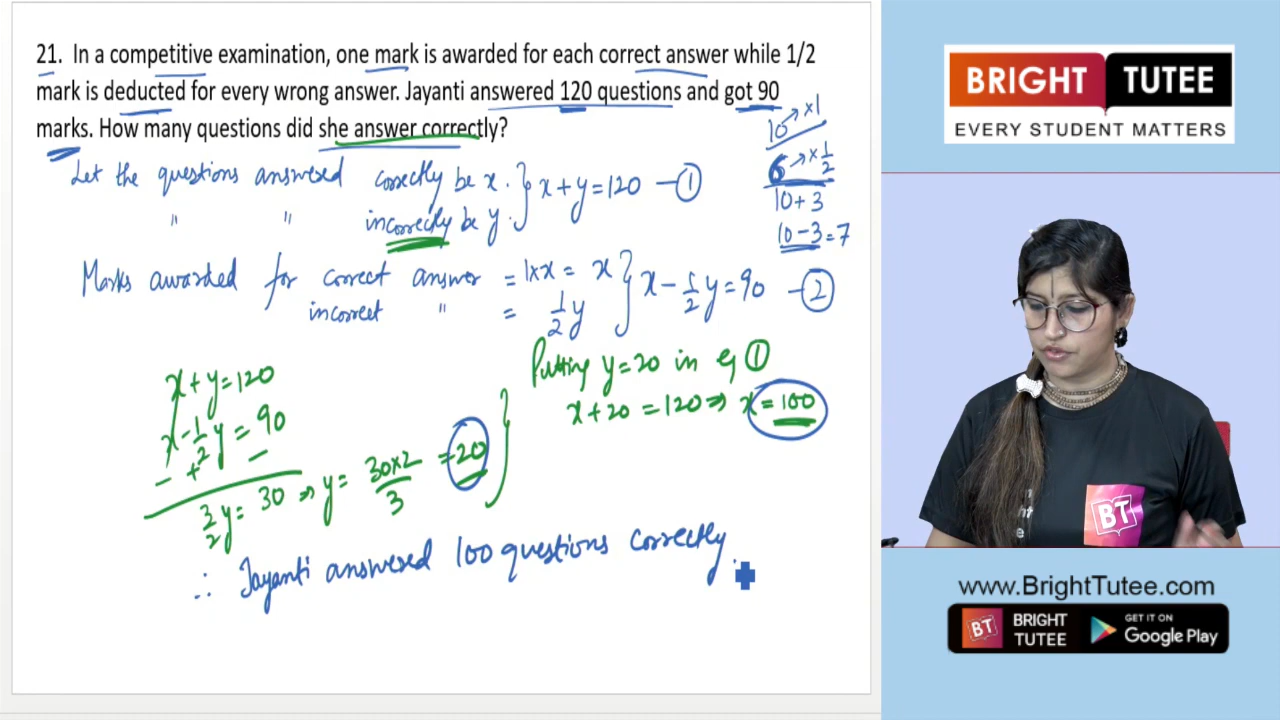 21. In a competitive examination, one mark is awarded for each correct answer while 1/2
mark is deducted for every wrong answer. Jayanti answered 120 questions and got 90
marks. How many questions did she answer correctly?
10 → ×1
6 → ×1/2
10 + 3
10 - 3 = 7
Let the questions answered correctly be x. } x + y = 120 — ①
" " incorrectly be y.
Marks awarded for correct answer = 1×x = x } x - 1/2 y = 90 — ②
incorrect " = 1/2 y
x + y = 120
x - 1/2 y = 90
- + -
3/2 y = 30 ⇒ y = 30×2/3 = 20
Putting y = 20 in eq ①
x + 20 = 120 ⇒ x = 100
∴ Jayanti answered 100 questions correctly.
BRIGHT TUTEE
EVERY STUDENT MATTERS
BT
www.BrightTutee.com
BT BRIGHT TUTEE
GET IT ON
Google Play